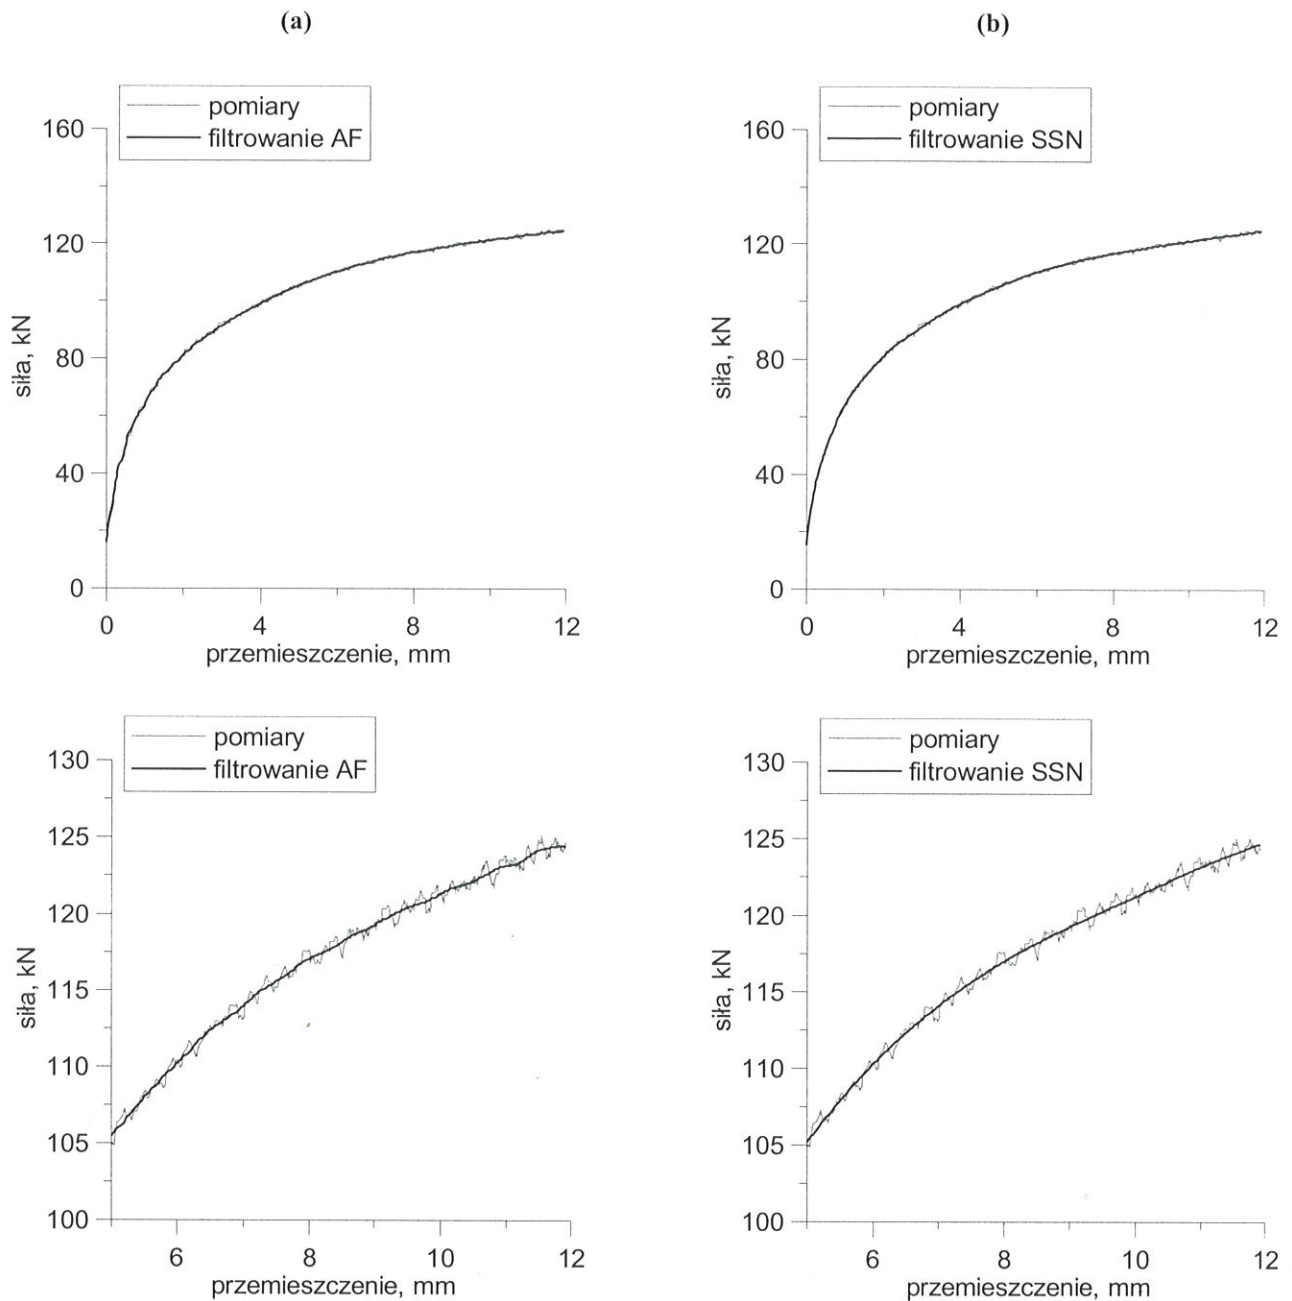 (a)
pomiary
filtrowanie AF
160
120
80
40
0
siła, kN
0 4 8 12
przemieszczenie, mm
(b)
pomiary
filtrowanie SSN
160
120
80
40
0
siła, kN
0 4 8 12
przemieszczenie, mm
pomiary
filtrowanie AF
130
125
120
115
110
105
100
siła, kN
6 8 10 12
przemieszczenie, mm
pomiary
filtrowanie SSN
130
125
120
115
110
105
100
siła, kN
6 8 10 12
przemieszczenie, mm